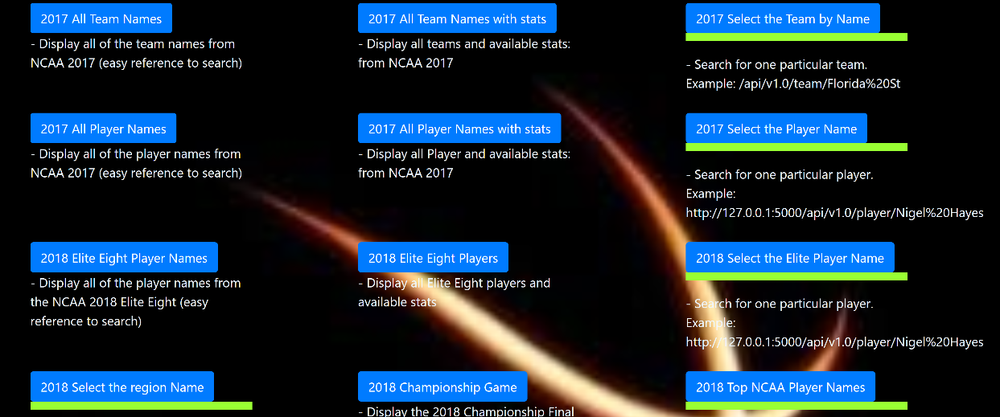 2017 All Team Names
- Display all of the team names from
NCAA 2017 (easy reference to search)
2017 All Team Names with stats
- Display all teams and available stats:
from NCAA 2017
2017 Select the Team by Name
- Search for one particular team.
Example: /api/v1.0/team/Florida%20St
2017 All Player Names
- Display all of the player names from
NCAA 2017 (easy reference to search)
2017 All Player Names with stats
- Display all Player and available stats:
from NCAA 2017
2017 Select the Player Name
- Search for one particular player.
Example:
http://127.0.0.1:5000/api/v1.0/player/Nigel%20Hayes
2018 Elite Eight Player Names
- Display all of the player names from
the NCAA 2018 Elite Eight (easy
reference to search)
2018 Elite Eight Players
- Display all Elite Eight players and
available stats
2018 Select the Elite Player Name
- Search for one particular player.
Example:
http://127.0.0.1:5000/api/v1.0/player/Nigel%20Hayes
2018 Select the region Name
2018 Championship Game
- Display the 2018 Championship Final
2018 Top NCAA Player Names